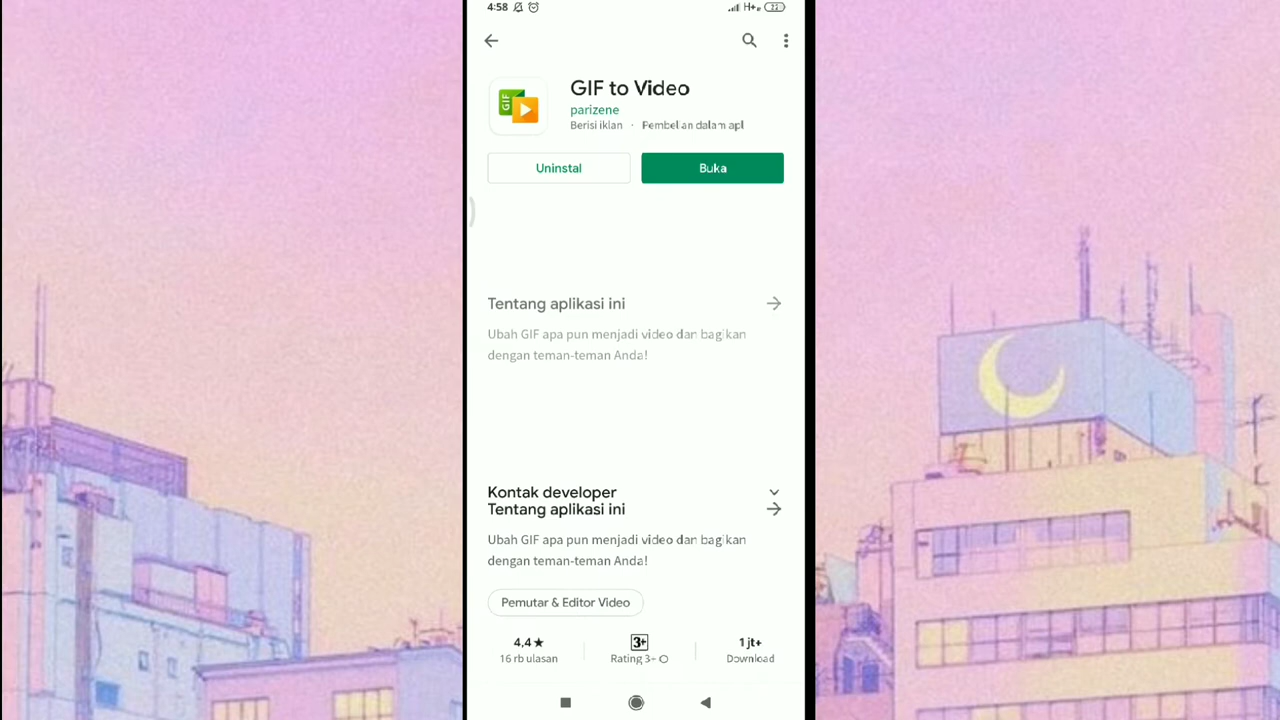 4:58
H+
22
GIF
GIF to Video
parizene
Berisi iklan · Pembelian dalam apl
Uninstal
Buka
Tentang aplikasi ini
Ubah GIF apa pun menjadi video dan bagikan
dengan teman-teman Anda!
Kontak developer
Tentang aplikasi ini
Ubah GIF apa pun menjadi video dan bagikan
dengan teman-teman Anda!
Pemutar & Editor Video
4,4★
3+
1 jt+
16 rb ulasan
Rating 3+
Download